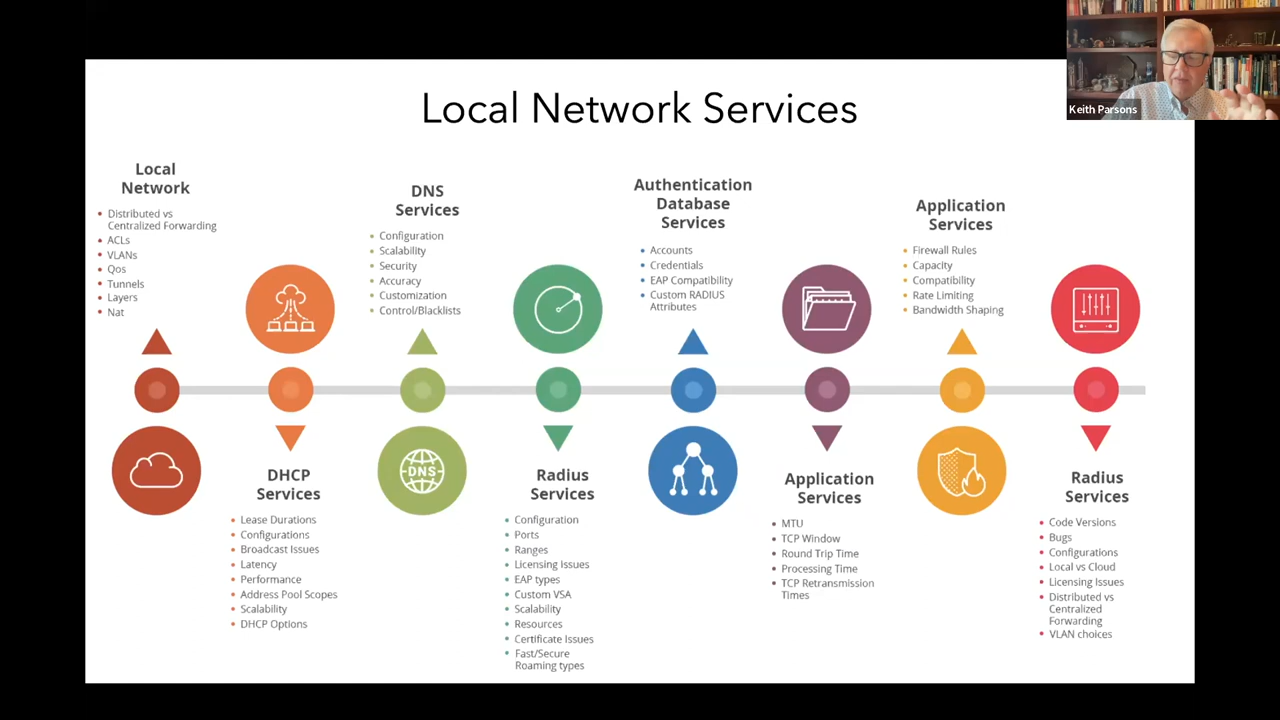 Keith Parsons
Local Network Services
Local
Network
• Distributed vs
Centralized Forwarding
• ACLs
• VLANs
• Qos
• Tunnels
• Layers
• Nat
DHCP
Services
• Lease Durations
• Configurations
• Broadcast Issues
• Latency
• Performance
• Address Pool Scopes
• Scalability
• DHCP Options
DNS
Services
• Configuration
• Scalability
• Security
• Accuracy
• Customization
• Control/Blacklists
DNS
Radius
Services
• Configuration
• Ports
• Ranges
• Licensing Issues
• EAP types
• Custom VSA
• Scalability
• Resources
• Certificate Issues
• Fast/Secure
Roaming types
Authentication
Database
Services
• Accounts
• Credentials
• EAP Compatibility
• Custom RADIUS
Attributes
Application
Services
• MTU
• TCP Window
• Round Trip Time
• Processing Time
• TCP Retransmission
Times
Application
Services
• Firewall Rules
• Capacity
• Compatibility
• Rate Limiting
• Bandwidth Shaping
Radius
Services
• Code Versions
• Bugs
• Configurations
• Local vs Cloud
• Licensing Issues
• Distributed vs
Centralized
Forwarding
• VLAN choices